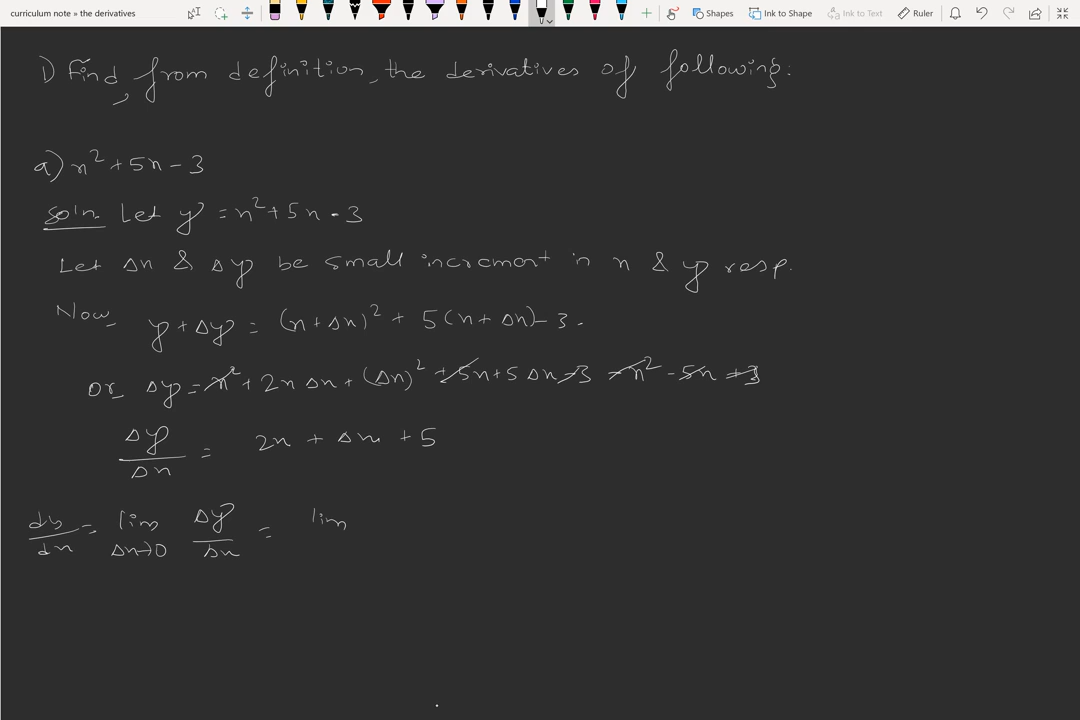 curriculum note » the derivatives
Shapes Ink to Shape Ink to Text Ruler
1) Find, from definition, the derivatives of following:
a) x² + 5x - 3
Soln. Let y = x² + 5x - 3
Let Δx & Δy be small increment in x & y resp.
Now, y + Δy = (x + Δx)² + 5(x + Δx) - 3.
Or, Δy = x² + 2x Δx + (Δx)² + 5x + 5 Δx - 3 - x² - 5x + 3
Δy/Δx = 2x + Δx + 5
dy/dx = lim Δx→0 Δy/Δx = lim